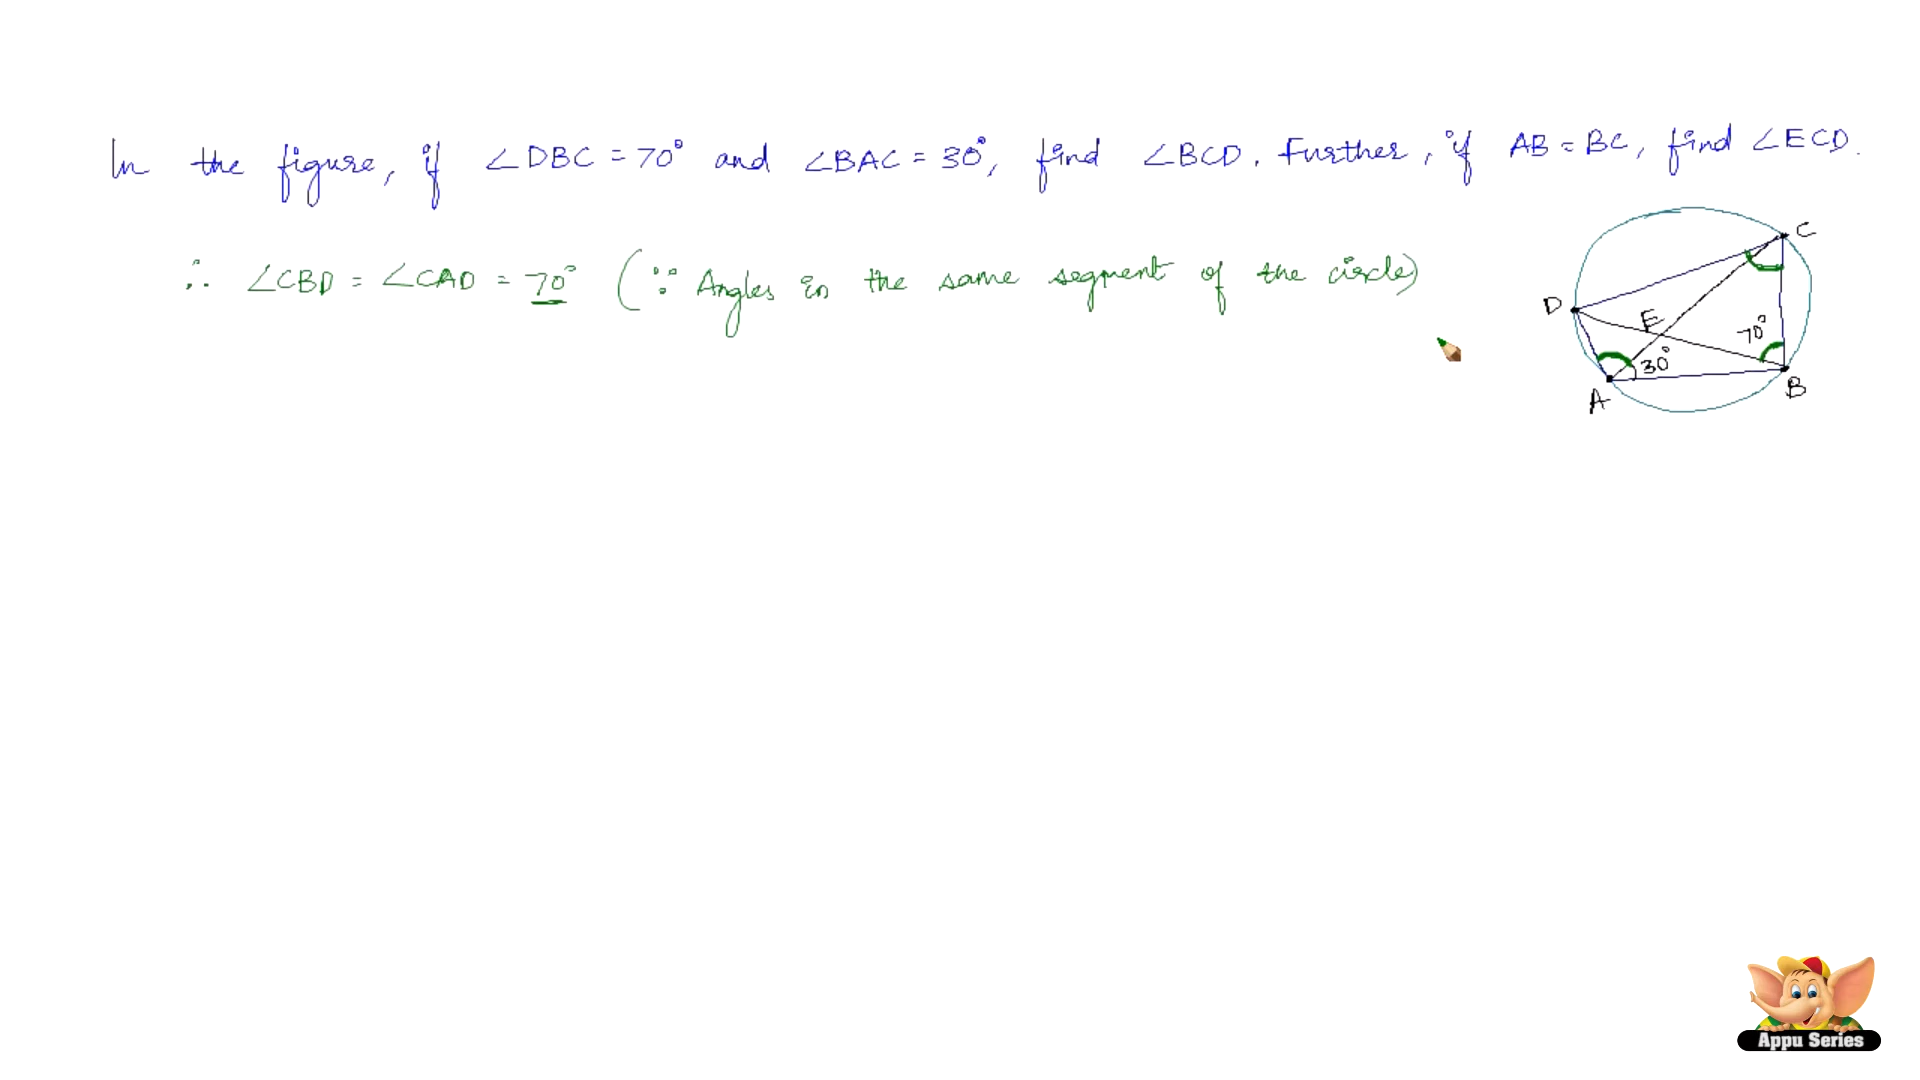 In the figure, if ∠DBC = 70° and ∠BAC = 30°, find ∠BCD. Further, if AB = BC, find ∠ECD.
∴ ∠CBD = ∠CAD = 70° (∵ Angles in the same segment of the circle)
C
D
E
70°
30°
A
B
Appu Series